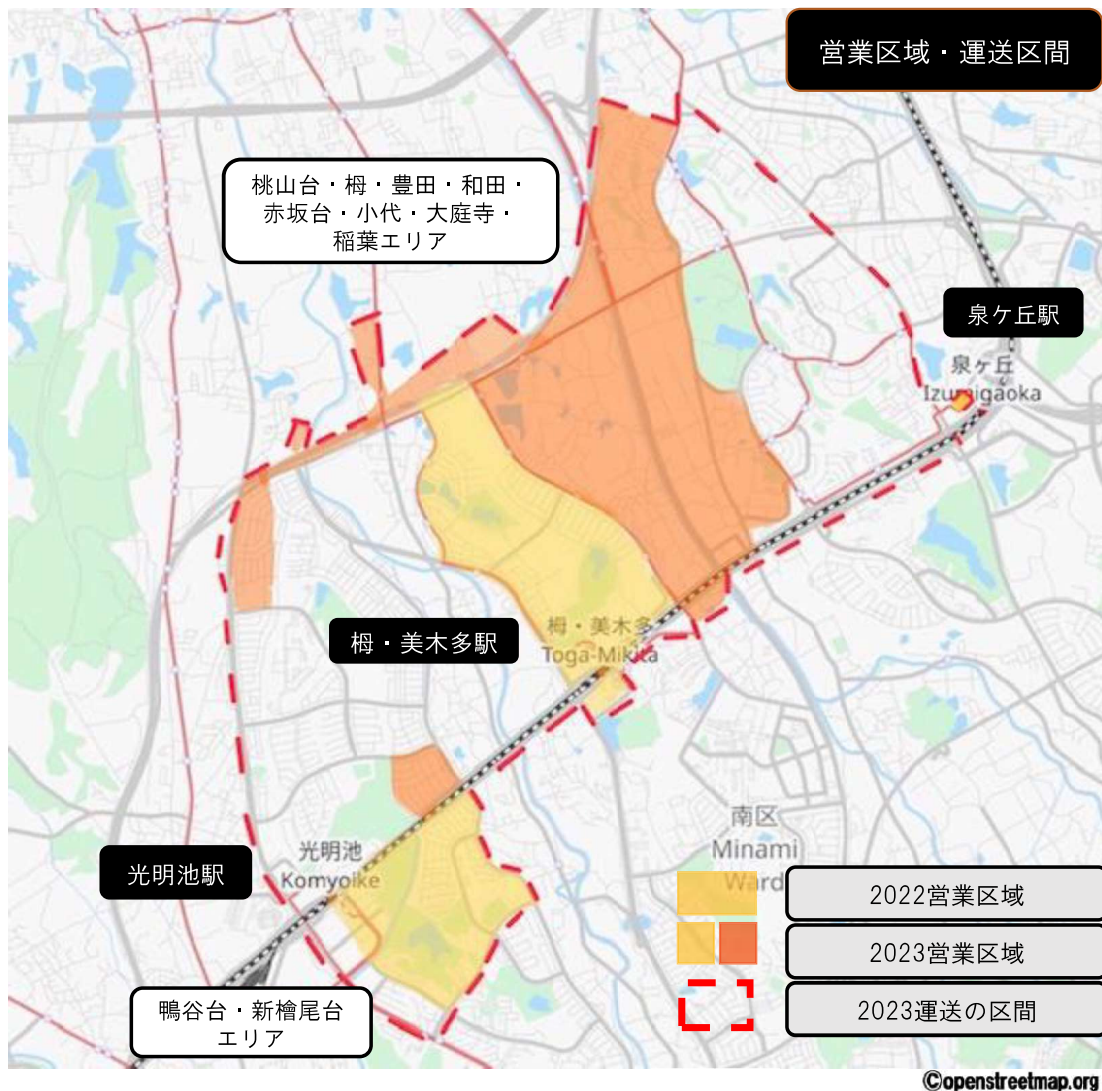 営業区域・運送区間
桃山台・栂・豊田・和田・
赤坂台・小代・大庭寺・
稲葉エリア
泉ケ丘駅
泉ヶ丘
Izumigaoka
栂・美木多駅
栂・美木多
Toga-Mikita
南区
Minami
Ward
光明池駅
光明池
Komyoike
2022営業区域
2023営業区域
2023運送の区間
鴨谷台・新檜尾台
エリア
©openstreetmap.org